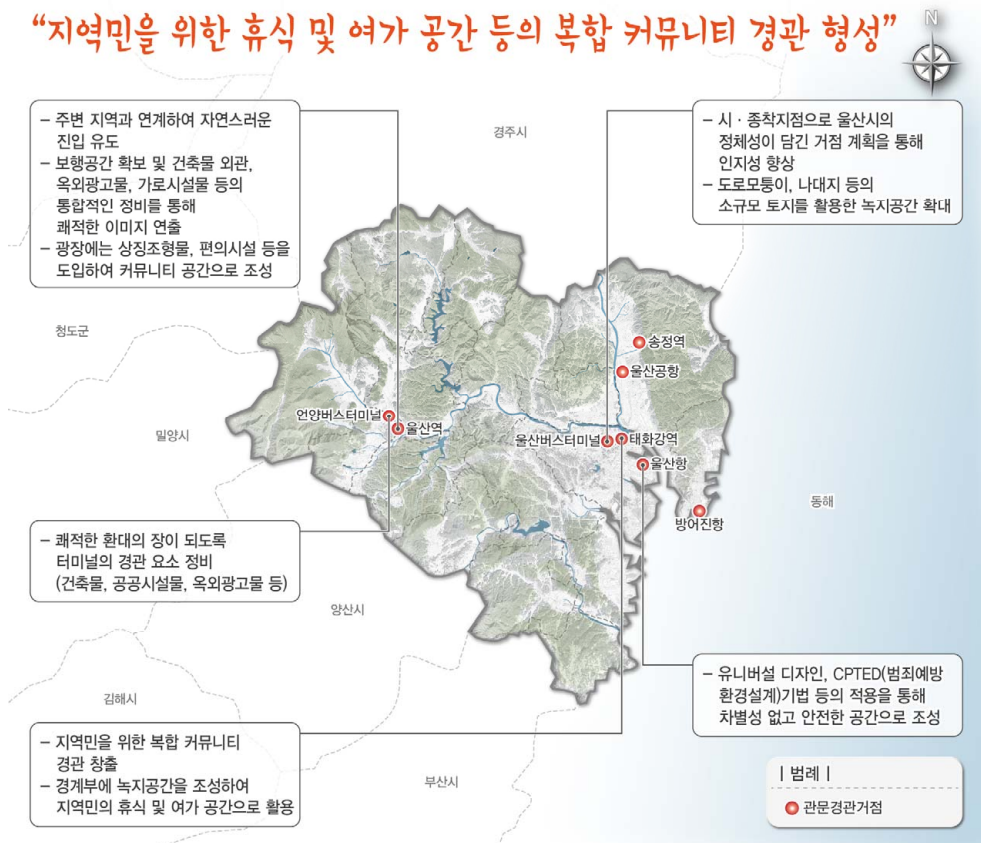 “지역민을 위한 휴식 및 여가 공간 등의 복합 커뮤니티 경관 형성”
N
– 주변 지역과 연계하여 자연스러운
진입 유도
– 보행공간 확보 및 건축물 외관,
옥외광고물, 가로시설물 등의
통합적인 정비를 통해
쾌적한 이미지 연출
– 광장에는 상징조형물, 편의시설 등을
도입하여 커뮤니티 공간으로 조성
경주시
– 시 · 종착지점으로 울산시의
정체성이 담긴 거점 계획을 통해
인지성 향상
– 도로모퉁이, 나대지 등의
소규모 토지를 활용한 녹지공간 확대
청도군
송정역
울산공항
언양버스터미널
울산역
밀양시
울산버스터미널
태화강역
울산항
동해
방어진항
– 쾌적한 환대의 장이 되도록
터미널의 경관 요소 정비
(건축물, 공공시설물, 옥외광고물 등)
양산시
김해시
– 유니버설 디자인, CPTED(범죄예방
환경설계)기법 등의 적용을 통해
차별성 없고 안전한 공간으로 조성
– 지역민을 위한 복합 커뮤니티
경관 창출
– 경계부에 녹지공간을 조성하여
지역민의 휴식 및 여가 공간으로 활용
부산시
| 범례 |
관문경관거점